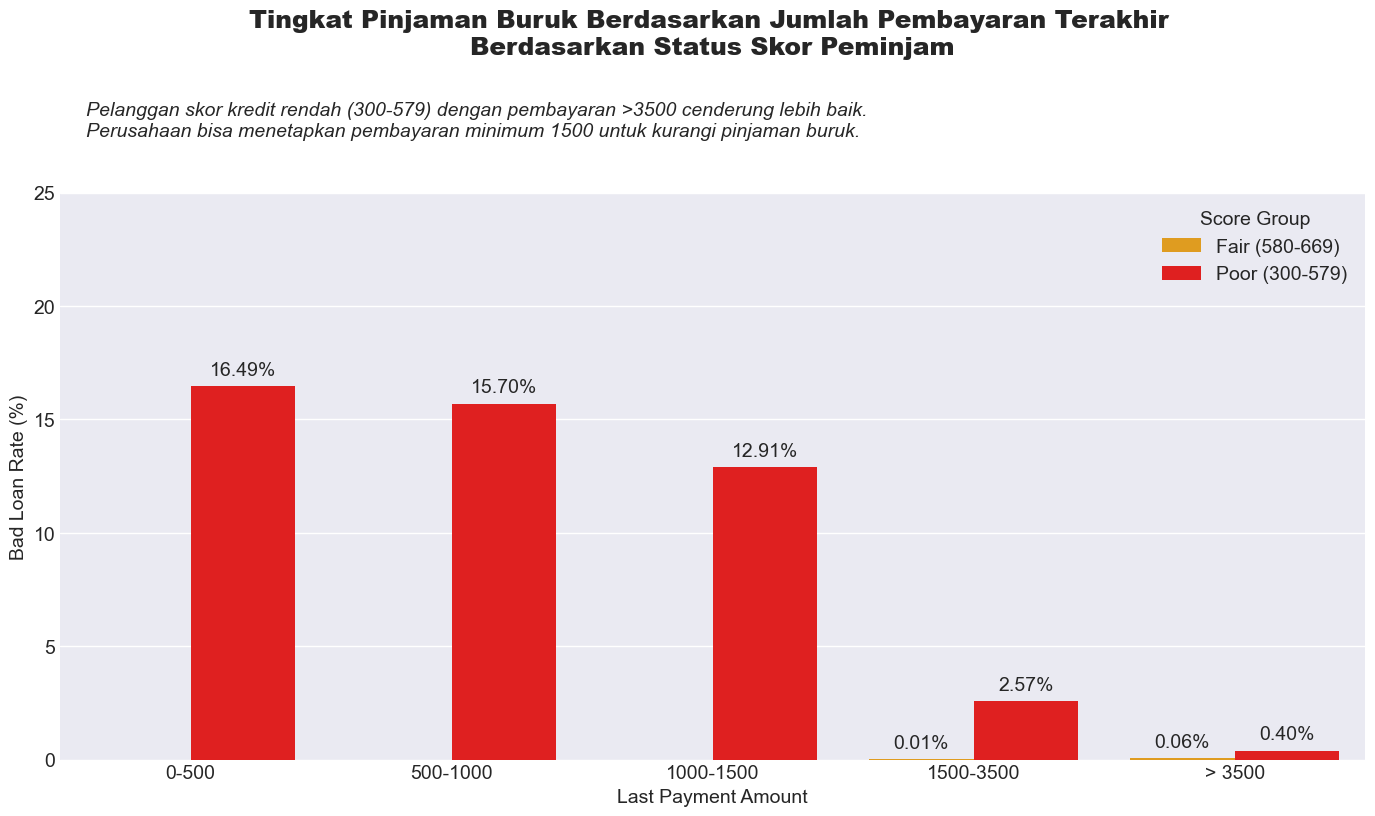 Tingkat Pinjaman Buruk Berdasarkan Jumlah Pembayaran Terakhir
Berdasarkan Status Skor Peminjam
Pelanggan skor kredit rendah (300-579) dengan pembayaran >3500 cenderung lebih baik.
Perusahaan bisa menetapkan pembayaran minimum 1500 untuk kurangi pinjaman buruk.
25
20
15
10
5
0
Bad Loan Rate (%)
Score Group
Fair (580-669)
Poor (300-579)
16.49%
15.70%
12.91%
0.01%
2.57%
0.06%
0.40%
0-500
500-1000
1000-1500
1500-3500
> 3500
Last Payment Amount